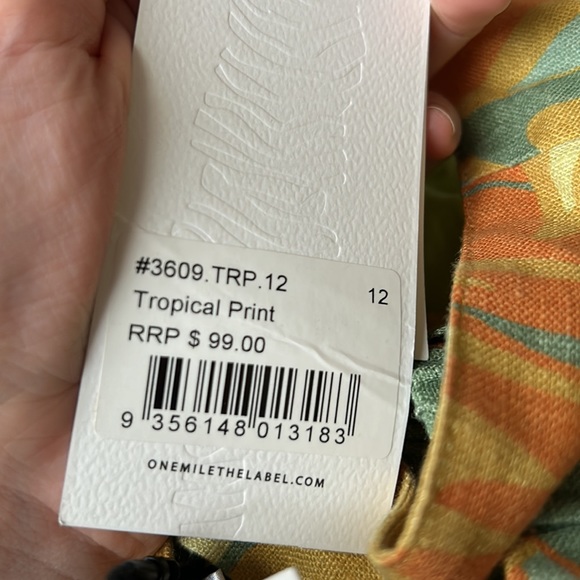 #3609.TRP.12
12
Tropical Print
RRP $ 99.00
9 356148 013183
ONEMILETHELABEL.COM